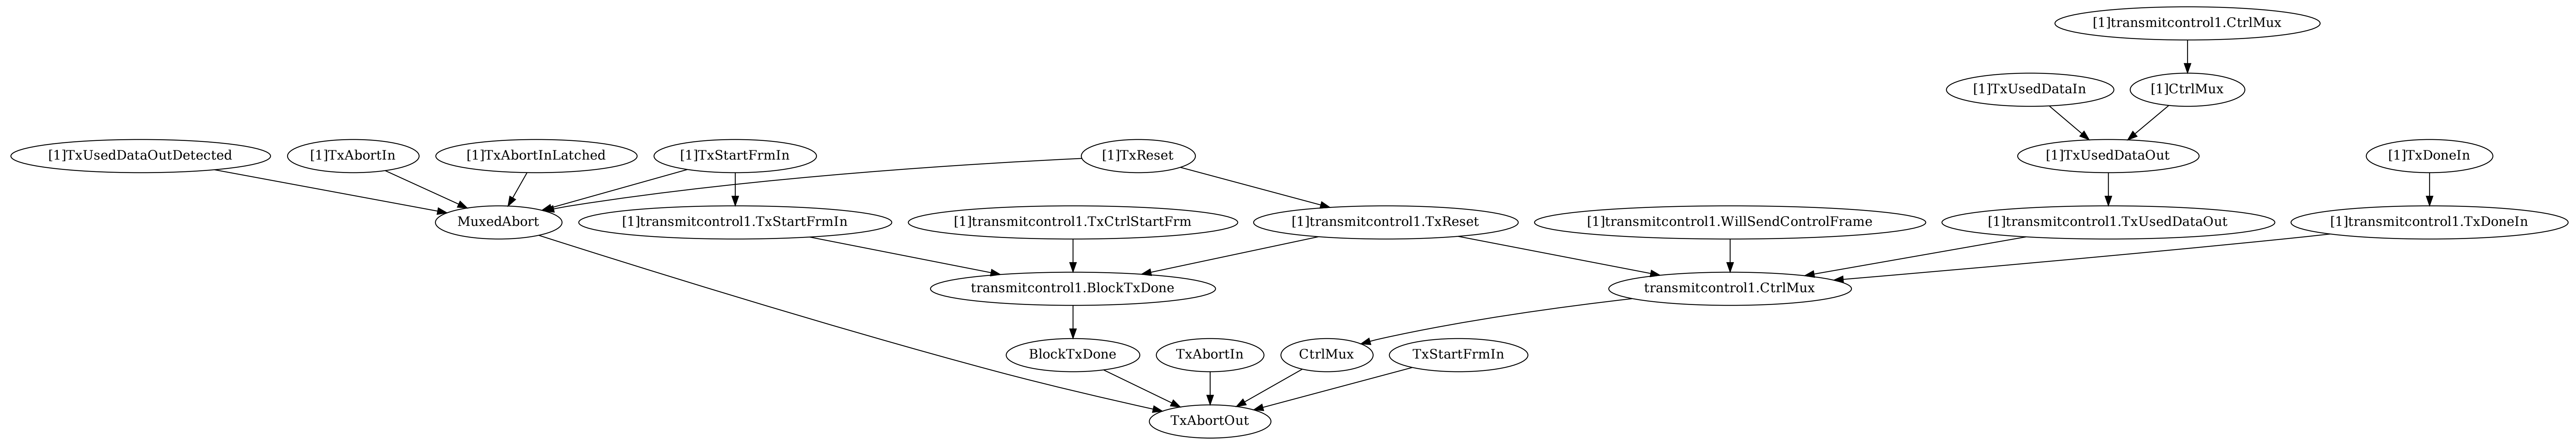 [1]transmitcontrol1.CtrlMux
[1]TxUsedDataIn
[1]CtrlMux
[1]TxUsedDataOutDetected
[1]TxAbortIn
[1]TxAbortInLatched
[1]TxStartFrmIn
[1]TxReset
[1]TxUsedDataOut
[1]TxDoneIn
MuxedAbort
[1]transmitcontrol1.TxStartFrmIn
[1]transmitcontrol1.TxCtrlStartFrm
[1]transmitcontrol1.TxReset
[1]transmitcontrol1.WillSendControlFrame
[1]transmitcontrol1.TxUsedDataOut
[1]transmitcontrol1.TxDoneIn
transmitcontrol1.BlockTxDone
transmitcontrol1.CtrlMux
BlockTxDone
TxAbortIn
CtrlMux
TxStartFrmIn
TxAbortOut